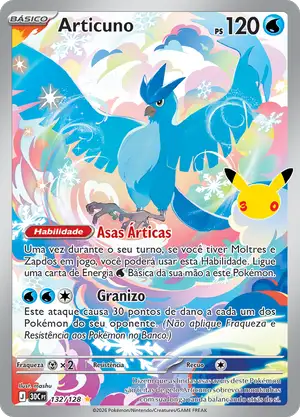 BÁSICO
Articuno
PS 120
30
Habilidade Asas Árticas
Uma vez durante o seu turno, se você tiver Moltres e
Zapdos em jogo, você poderá usar esta Habilidade. Ligue
uma carta de Energia Básica da sua mão a este Pokémon.
Granizo
Este ataque causa 30 pontos de dano a cada um dos
Pokémon do seu oponente. (Não aplique Fraqueza e
Resistência aos Pokémon no Banco.)
Fraqueza ×2 Resistência Recuo
J 30C PT 132/128
©2026 Pokémon/Nintendo/Creatures/GAME FREAK